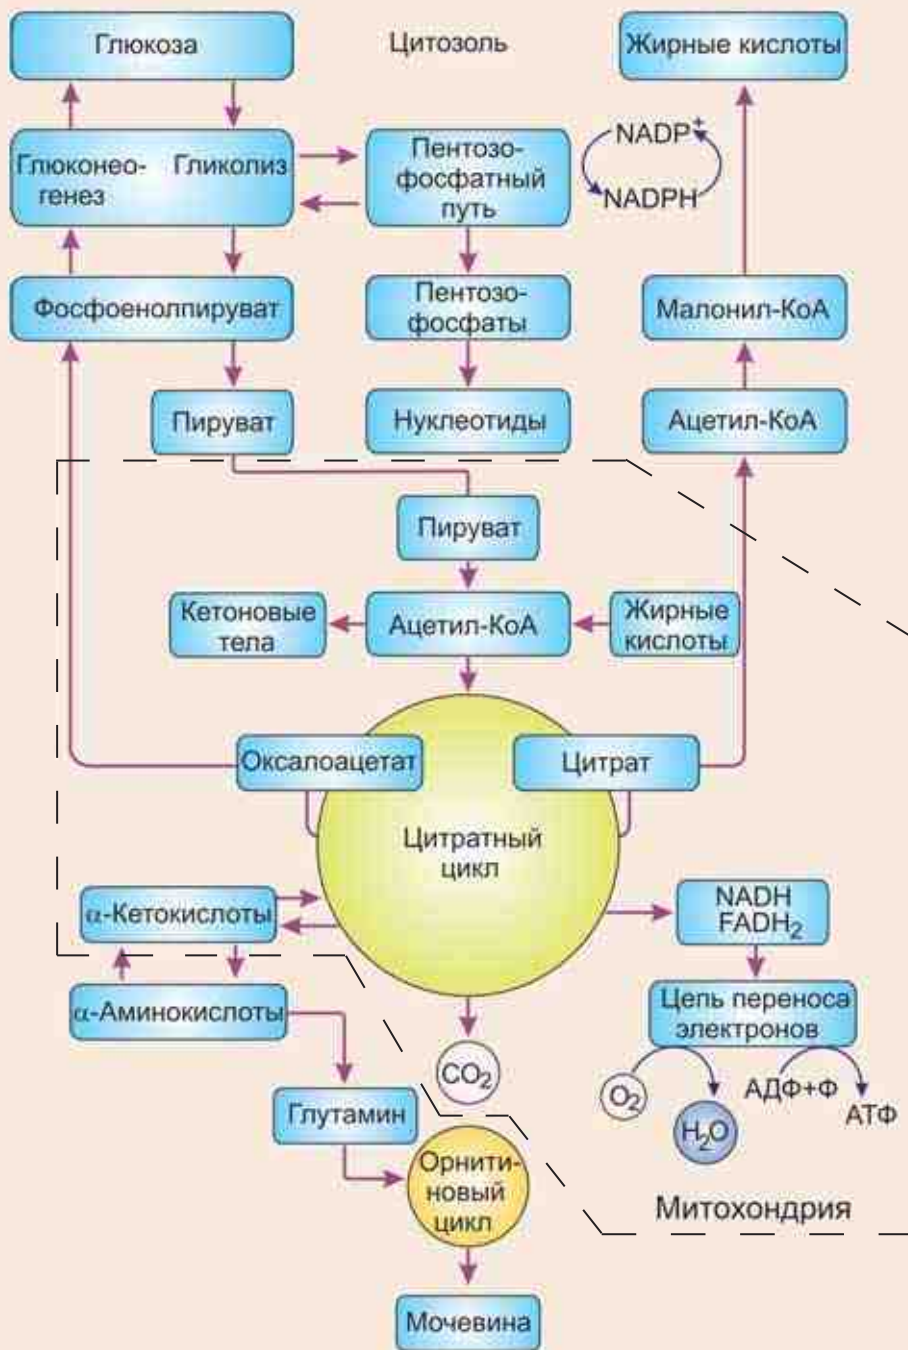 Глюкоза
Цитозоль
Жирные кислоты
Глюконео-
генез
Гликолиз
Пентозо-
фосфатный
путь
NADP+
NADPH
Фосфоенолпируват
Пентозо-
фосфаты
Малонил-КоА
Пируват
Нуклеотиды
Ацетил-КоА
Пируват
Кетоновые
тела
Ацетил-КоА
Жирные
кислоты
Оксалоацетат
Цитрат
Цитратный
цикл
α-Кетокислоты
NADH
FADH2
α-Аминокислоты
Цепь переноса
электронов
CO2
O2
H2O
АДФ+Ф
АТФ
Глутамин
Орнити-
новый
цикл
Митохондрия
Мочевина